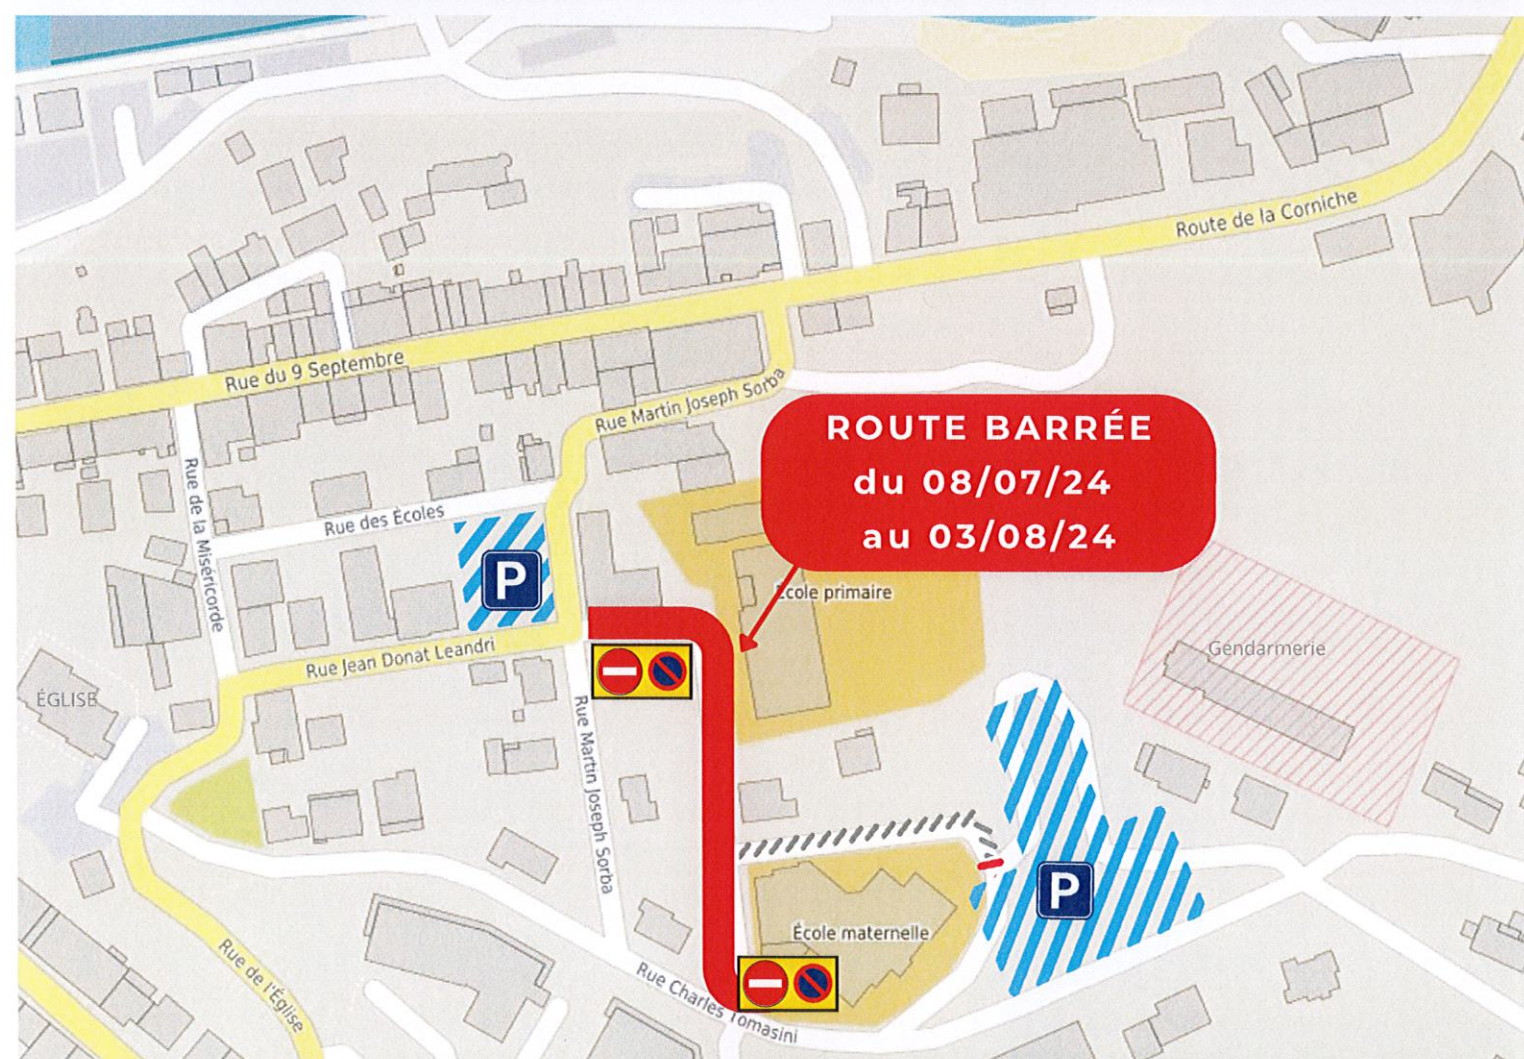 Route de la Corniche
Rue du 9 Septembre
Rue Martin Joseph Sorba
ROUTE BARRÉE
du 08/07/24
au 03/08/24
Rue de la Miséricorde
Rue des Écoles
P
École primaire
Rue Jean Donat Leandri
Gendarmerie
ÉGLISE
Rue Martin Joseph Sorba
P
École maternelle
Rue de l'Église
Rue Charles Tomasini